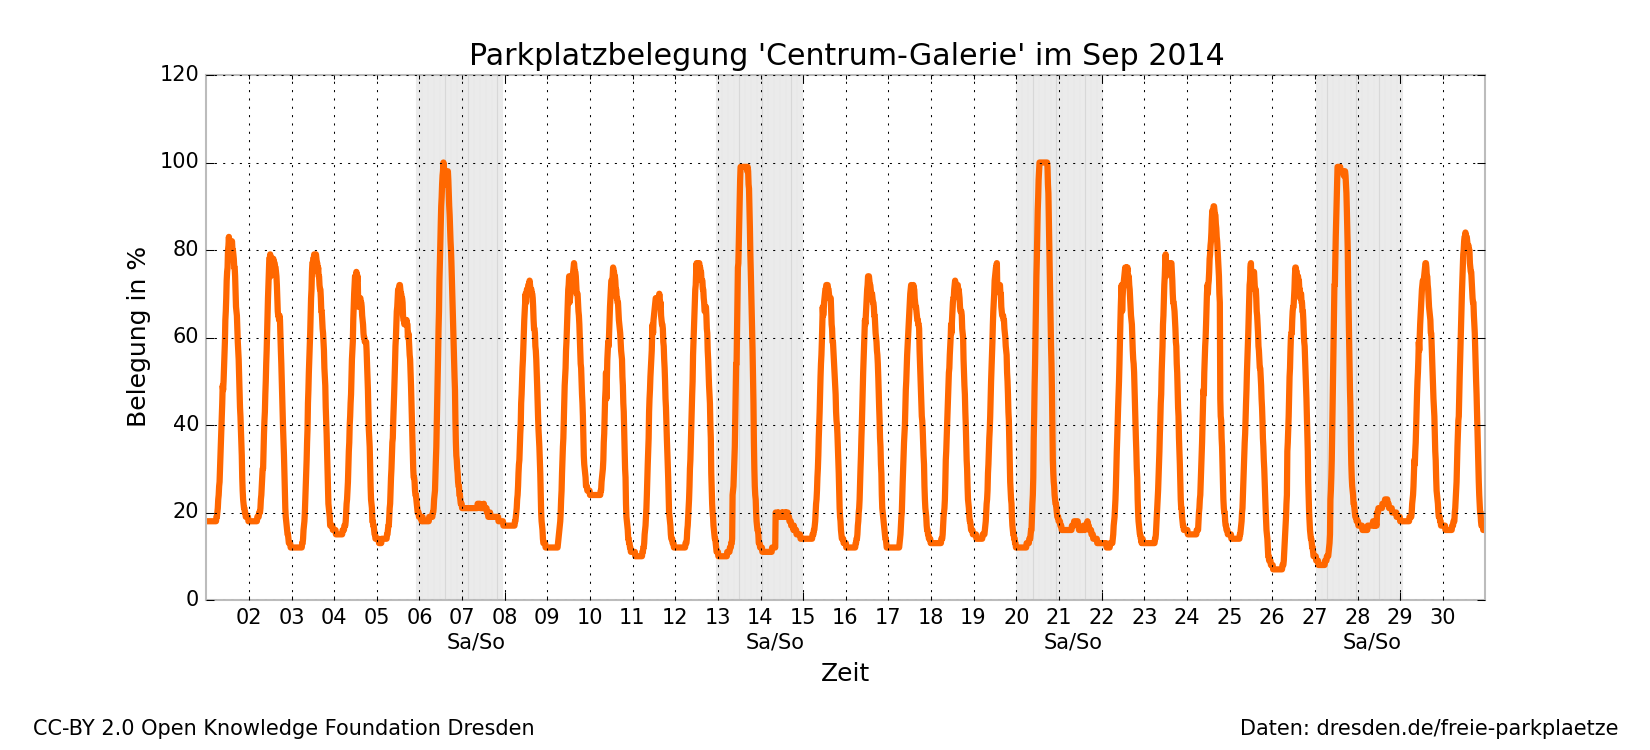 Parkplatzbelegung 'Centrum-Galerie' im Sep 2014
120
100
80
60
40
20
0
Belegung in %
02 03 04 05 06 07 08 09 10 11 12 13 14 15 16 17 18 19 20 21 22 23 24 25 26 27 28 29 30
Sa/So Sa/So Sa/So Sa/So
Zeit
CC-BY 2.0 Open Knowledge Foundation Dresden
Daten: dresden.de/freie-parkplaetze